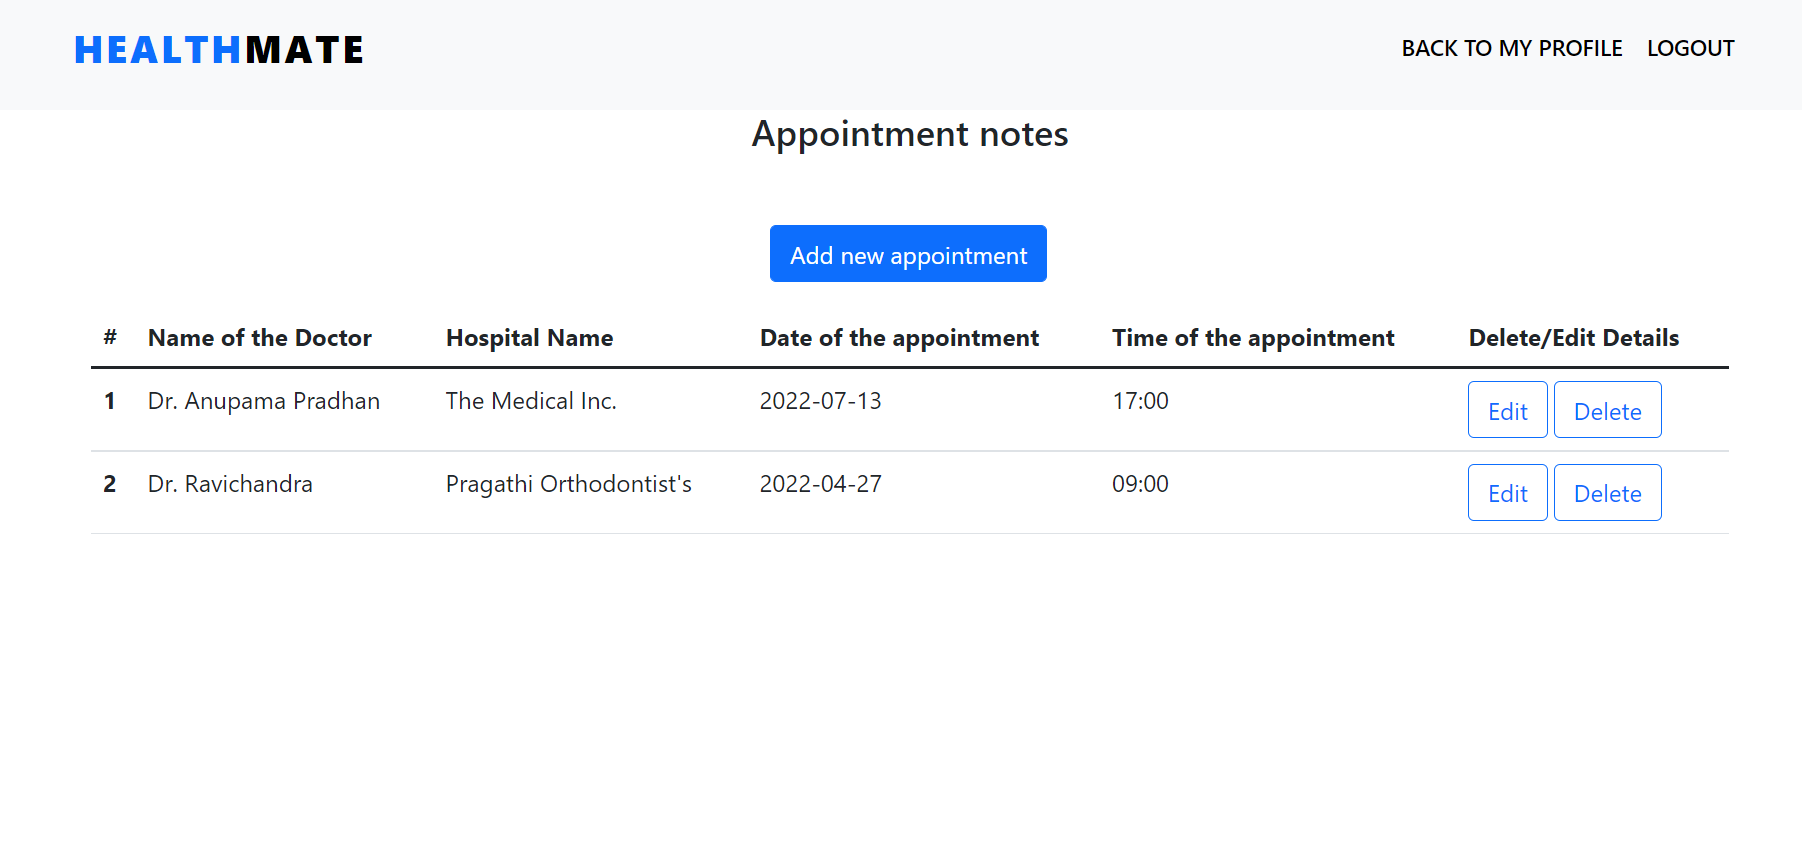 HEALTHMATE BACK TO MY PROFILE LOGOUT
Appointment notes
Add new appointment
# Name of the Doctor Hospital Name Date of the appointment Time of the appointment Delete/Edit Details
1 Dr. Anupama Pradhan The Medical Inc. 2022-07-13 17:00 Edit Delete
2 Dr. Ravichandra Pragathi Orthodontist's 2022-04-27 09:00 Edit Delete